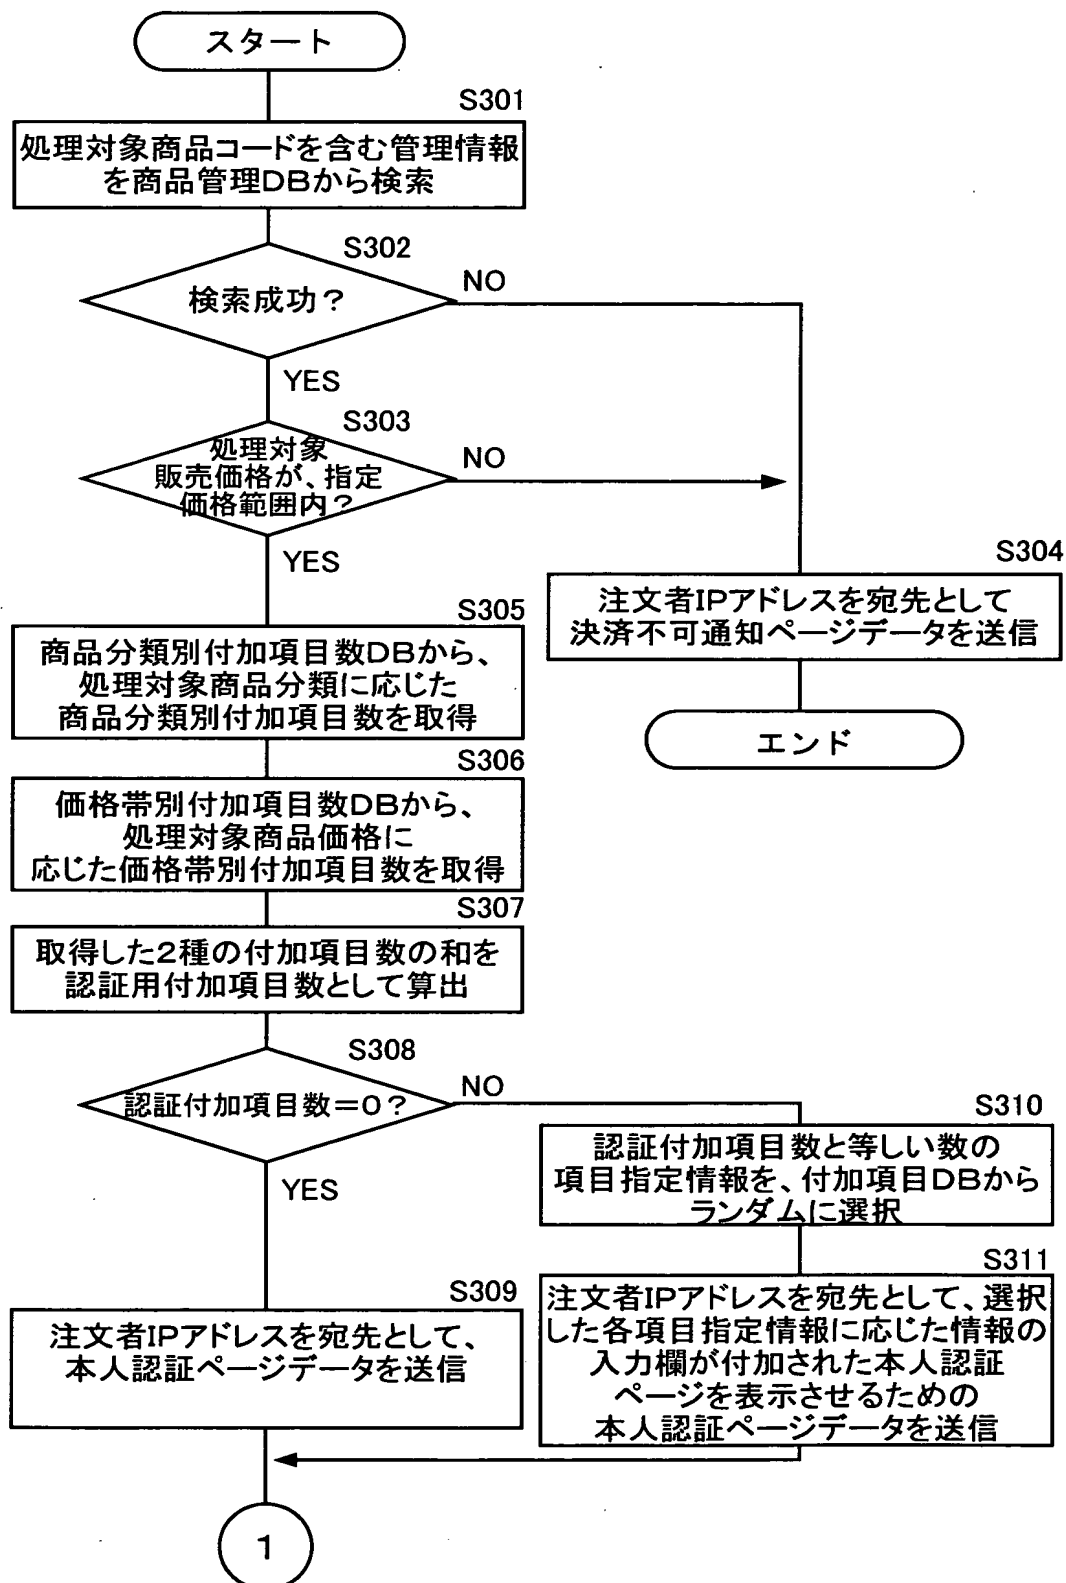 スタート
S301
処理対象商品コードを含む管理情報
を商品管理DBから検索
S302
検索成功？
NO
YES
S303
処理対象
販売価格が、指定
価格範囲内？
NO
YES
S304
注文者IPアドレスを宛先として
決済不可通知ページデータを送信
エンド
S305
商品分類別付加項目数DBから、
処理対象商品分類に応じた
商品分類別付加項目数を取得
S306
価格帯別付加項目数DBから、
処理対象商品価格に
応じた価格帯別付加項目数を取得
S307
取得した2種の付加項目数の和を
認証用付加項目数として算出
S308
認証付加項目数＝0？
NO
YES
S310
認証付加項目数と等しい数の
項目指定情報を、付加項目DBから
ランダムに選択
S309
注文者IPアドレスを宛先として、
本人認証ページデータを送信
S311
注文者IPアドレスを宛先として、選択
した各項目指定情報に応じた情報の
入力欄が付加された本人認証
ページを表示させるための
本人認証ページデータを送信
1